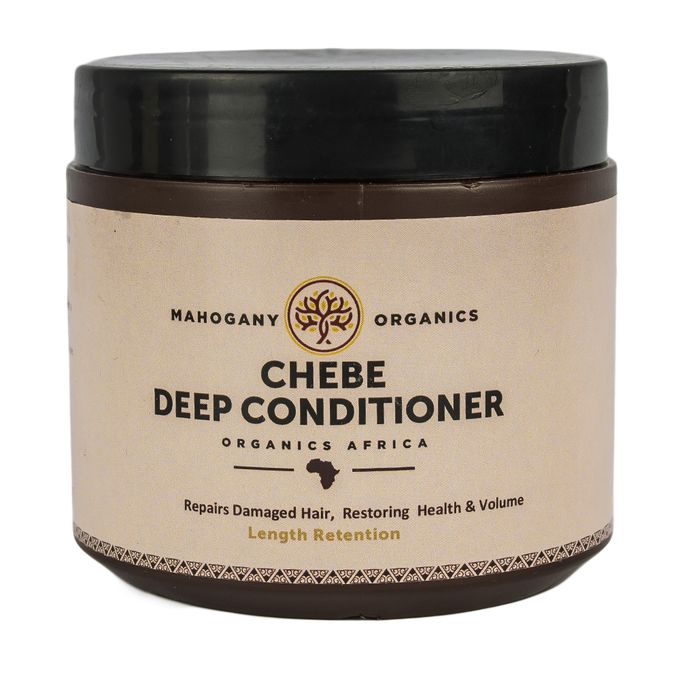 MAHOGANY ORGANICS
CHEBE
DEEP CONDITIONER
ORGANICS AFRICA
Repairs Damaged Hair, Restoring Health & Volume
Length Retention